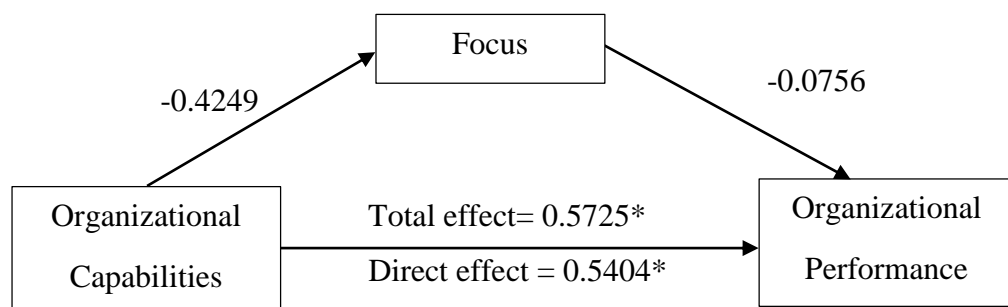 Focus
-0.4249
-0.0756
Organizational
Capabilities
Total effect= 0.5725*
Direct effect = 0.5404*
Organizational
Performance